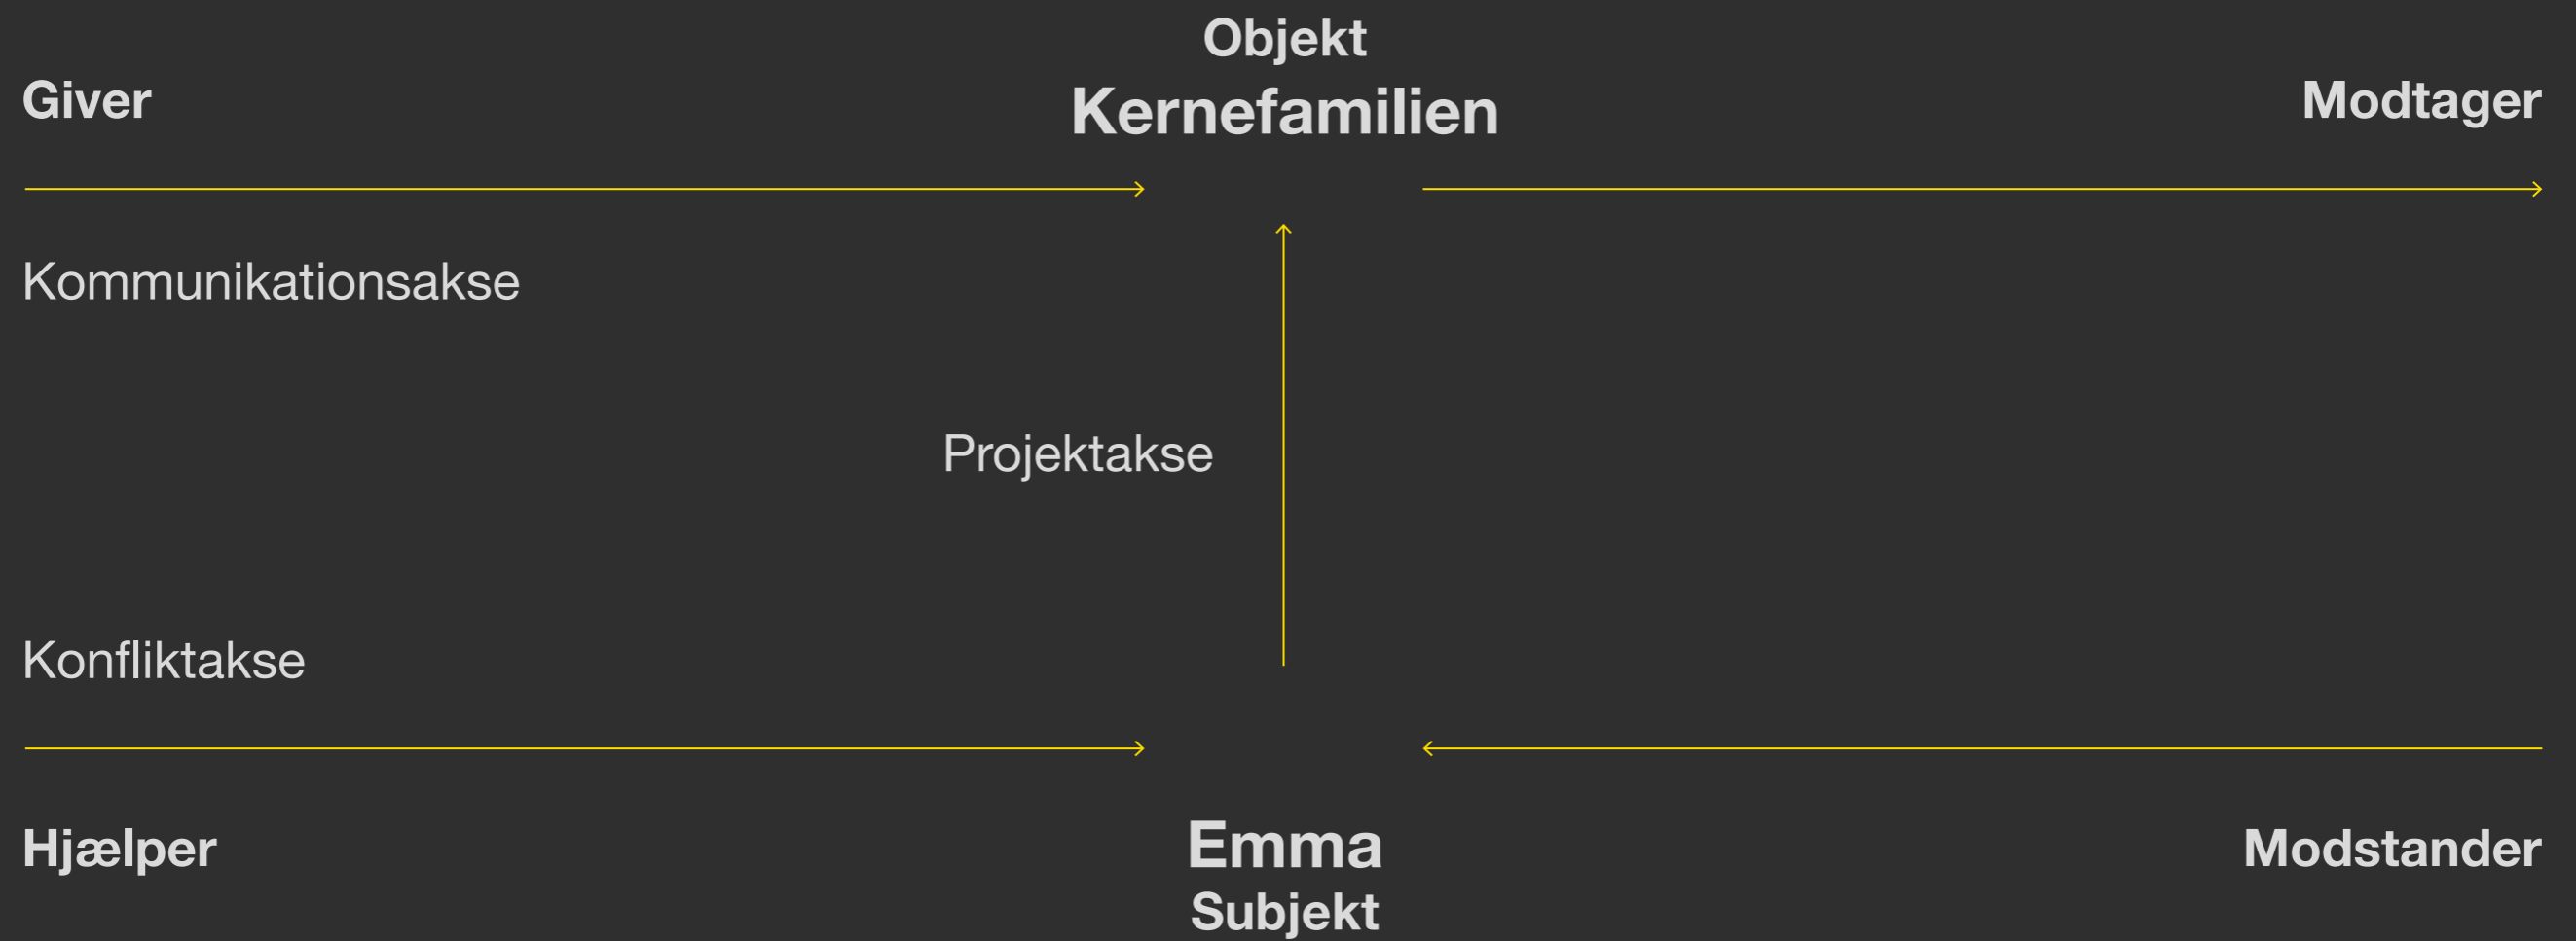 Objekt
Giver
Kernefamilien
Modtager
Kommunikationsakse
Projektakse
Konfliktakse
Hjælper
Emma
Modstander
Subjekt